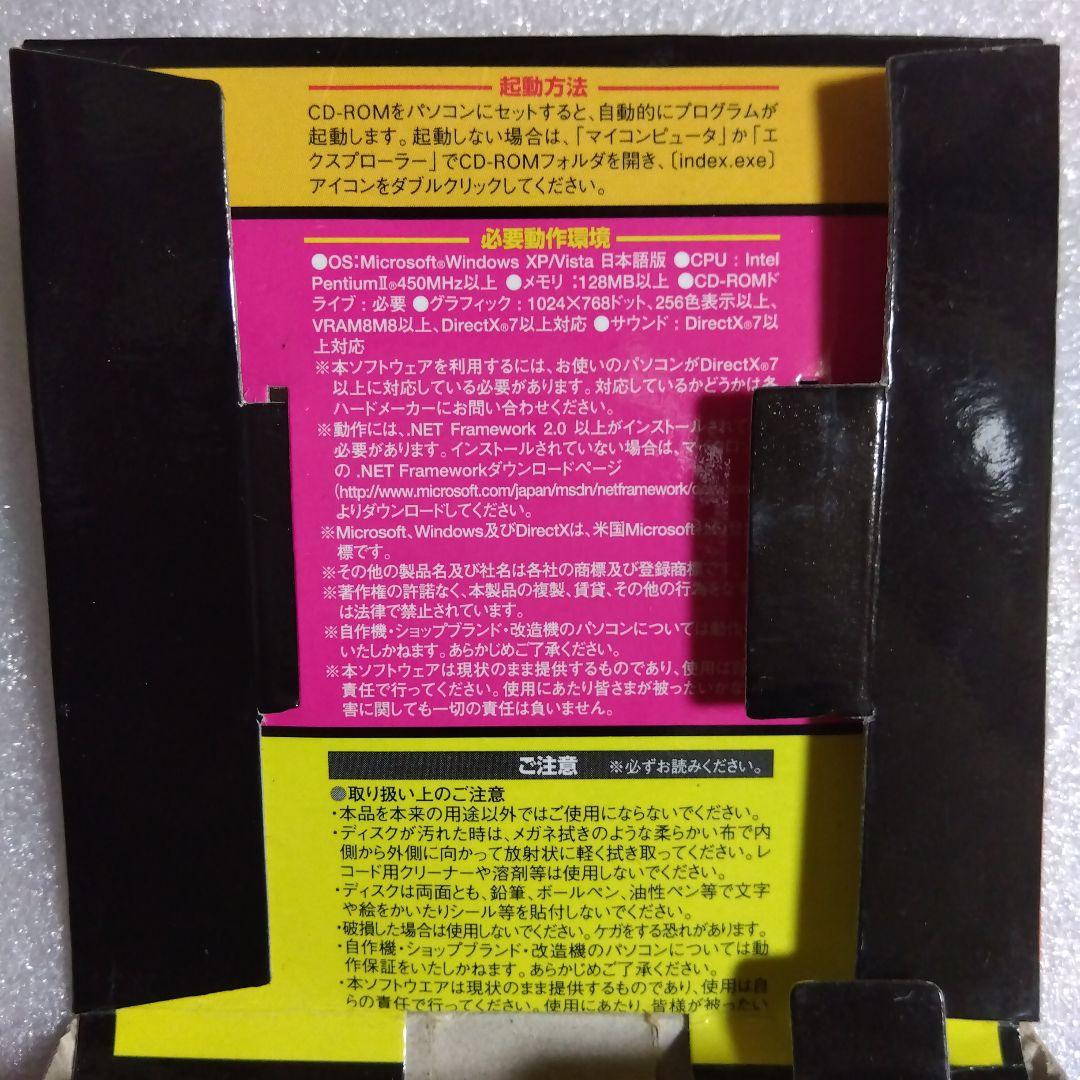 起動方法
CD-ROMをパソコンにセットすると、自動的にプログラムが
起動します。起動しない場合は、「マイコンピュータ」か「エ
クスプローラー」でCD-ROMフォルダを開き、〔index.exe〕
アイコンをダブルクリックしてください。
必要動作環境
●OS:Microsoft®Windows XP/Vista 日本語版 ●CPU：Intel
PentiumⅡ®450MHz以上 ●メモリ：128MB以上 ●CD-ROMド
ライブ：必要 ●グラフィック：1024×768ドット、256色表示以上、
VRAM8M8以上、DirectX®7以上対応 ●サウンド：DirectX®7以
上対応
※本ソフトウェアを利用するには、お使いのパソコンがDirectX®7
以上に対応している必要があります。対応しているかどうかは各
ハードメーカーにお問い合わせください。
※動作には、.NET Framework 2.0 以上がインストールされて
必要があります。インストールされていない場合は、マイクロ
の .NET Frameworkダウンロードページ
(http://www.microsoft.com/japan/msdn/netframework/
よりダウンロードしてください。
※Microsoft、Windows及びDirectXは、米国Microsoft
標です。
※その他の製品名及び社名は各社の商標及び登録商標です
※著作権の許諾なく、本製品の複製、賃貸、その他の行為
は法律で禁止されています。
※自作機・ショップブランド・改造機のパソコンについては動作
いたしかねます。あらかじめご了承ください。
※本ソフトウェアは現状のまま提供するものであり、使用は自
責任で行ってください。使用にあたり皆さまが被ったいかな
害に関しても一切の責任は負いません。
ご注意 ※必ずお読みください。
●取り扱い上のご注意
・本品を本来の用途以外ではご使用にならないでください。
・ディスクが汚れた時は、メガネ拭きのような柔らかい布で内
側から外側に向かって放射状に軽く拭き取ってください。レ
コード用クリーナーや溶剤等は使用しないでください。
・ディスクは両面とも、鉛筆、ボールペン、油性ペン等で文字
や絵をかいたりシール等を貼付しないでください。
・破損した場合は使用しないでください。ケガをする恐れがあります。
・自作機・ショップブランド・改造機のパソコンについては動
作保証をいたしかねます。あらかじめご了承ください。
・本ソフトウエアは現状のまま提供するものであり、使用は自
らの責任で行ってください。使用にあたり、皆様が被ったい